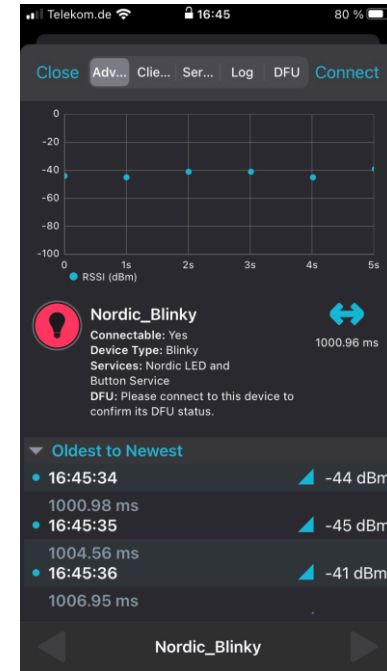 Telekom.de 16:45 80 %
Close Adv... Clie... Ser... Log DFU Connect
0
-20
-40
-60
-80
-100
0 1s 2s 3s 4s 5s
RSSI (dBm)
Nordic_Blinky
Connectable: Yes
Device Type: Blinky
Services: Nordic LED and
Button Service
DFU: Please connect to this device to
confirm its DFU status.
1000.96 ms
Oldest to Newest
16:45:34 -44 dBm
1000.98 ms
16:45:35 -45 dBm
1004.56 ms
16:45:36 -41 dBm
1006.95 ms
Nordic_Blinky